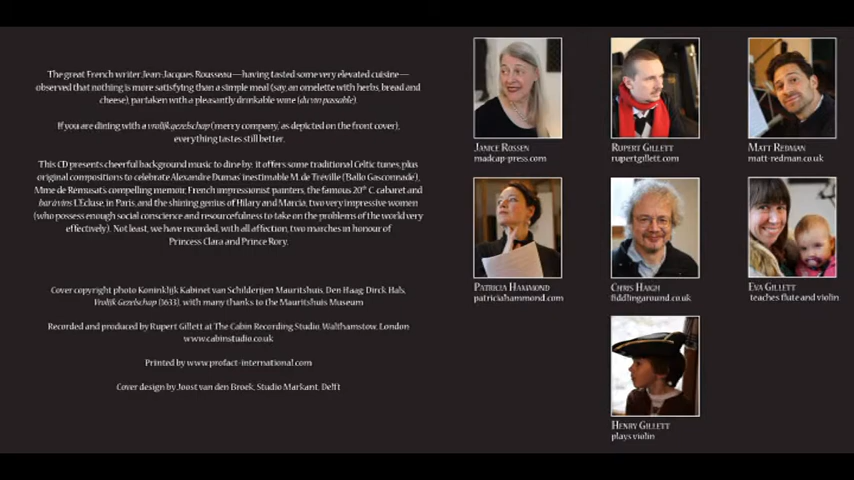 The great French writer Jean-Jacques Rousseau—having tasted some very elevated cuisine—
observed that nothing is more satisfying than a simple meal (say, an omelette with herbs, bread and
cheese), partaken with a pleasantly drinkable wine (du vin passable).
If you are dining with a vrolijk gezelschap (merry company, as depicted on the front cover),
everything tastes still better.
This CD presents cheerful background music to dine by: it offers some traditional Celtic tunes, plus
original compositions to celebrate Alexandre Dumas' inestimable M. de Tréville (Ballo Gasconnade),
Mme de Remusat's compelling memoir, French impressionist painters, the famous 20th C. cabaret and
bar à vins L'Ecluse, in Paris, and the shining genius of Hilary and Marcia, two very impressive women
(who possess enough social conscience and resourcefulness to take on the problems of the world very
effectively). Not least, we have recorded, with all affection, two marches in honour of
Princess Clara and Prince Rory.
Cover copyright photo Koninklijk Kabinet van Schilderijen Mauritshuis, Den Haag, Dirck Hals,
Vrolijk Gezelschap (1633), with many thanks to the Mauritshuis Museum
Recorded and produced by Rupert Gillett at The Cabin Recording Studio, Walthamstow, London
www.cabinstudio.co.uk
Printed by www.profact-international.com
Cover design by Joost van den Broek, Studio Markant, Delft
Janice Rossen
madcap-press.com
Rupert Gillett
rupertgillett.com
Matt Redman
matt-redman.co.uk
Patricia Hammond
patriciahammond.com
Chris Haigh
fiddlingaround.co.uk
Eva Gillett
teaches flute and violin
Henry Gillett
plays violin